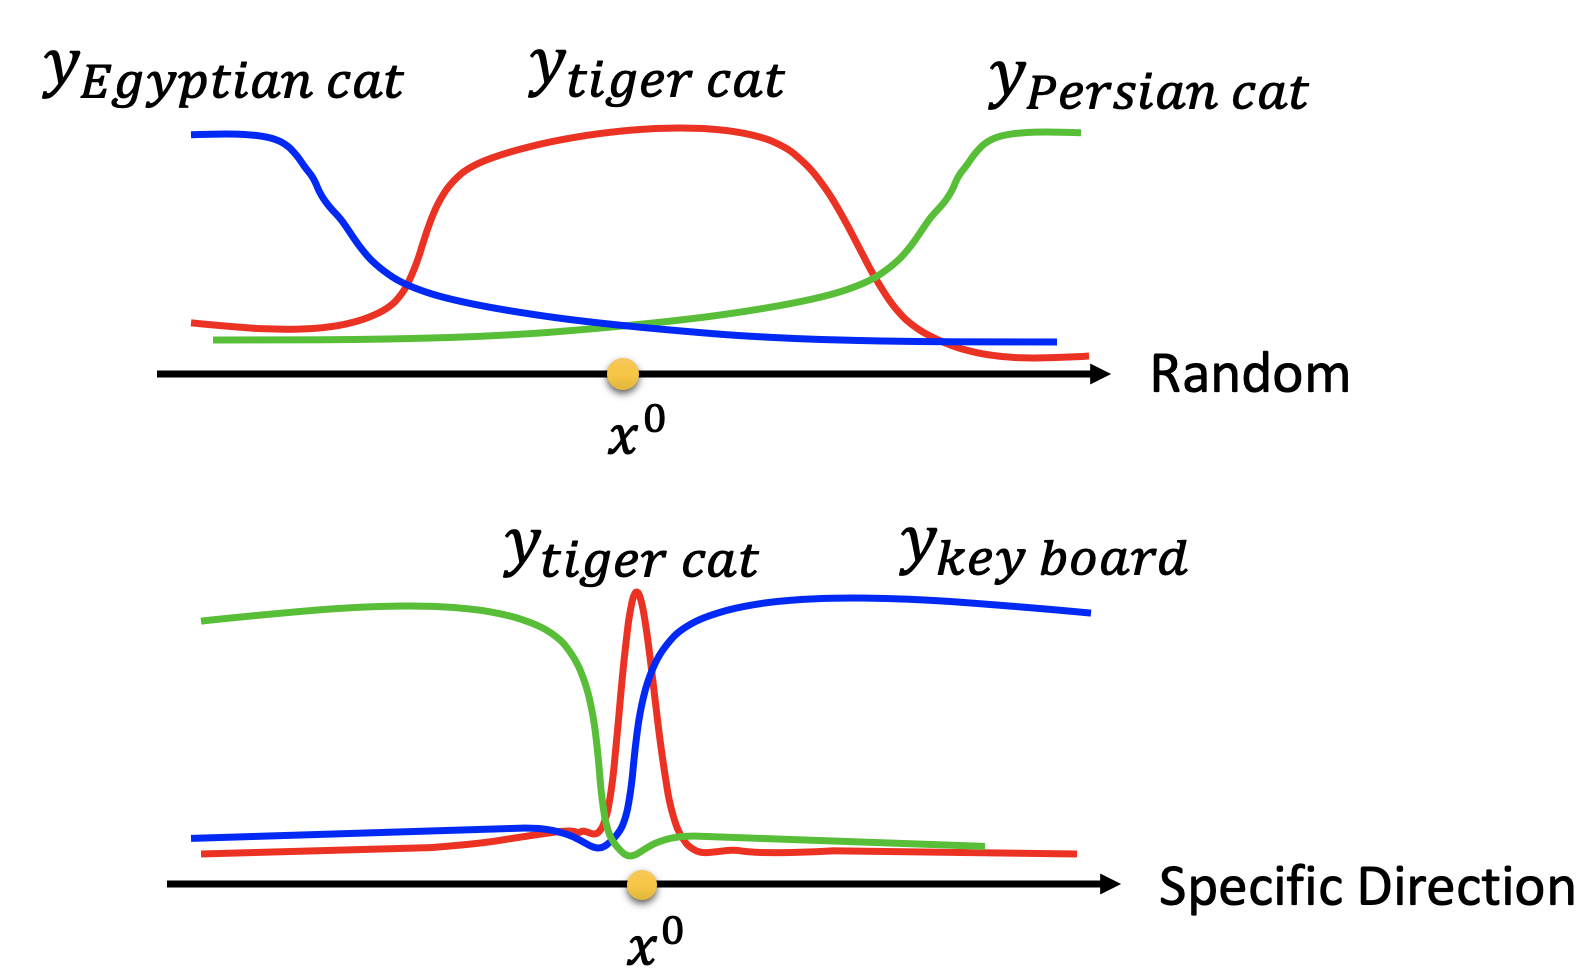 y_Egyptian cat y_tiger cat y_Persian cat
Random
x^0
y_tiger cat y_key board
Specific Direction
x^0